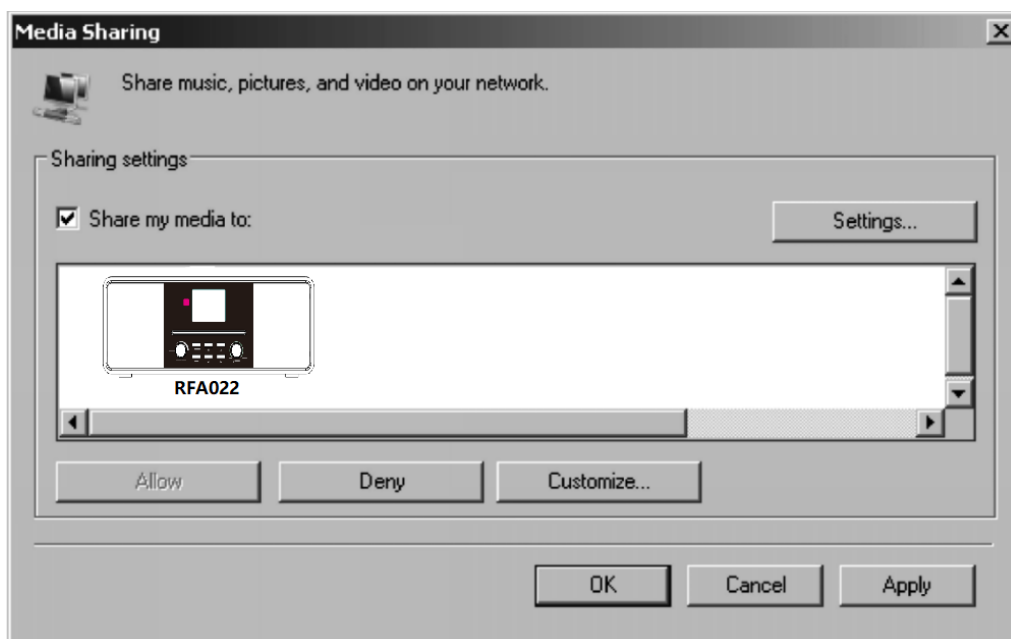 Media Sharing
Share music, pictures, and video on your network.
Sharing settings
Share my media to:
Settings...
RFA022
Allow
Deny
Customize...
OK
Cancel
Apply